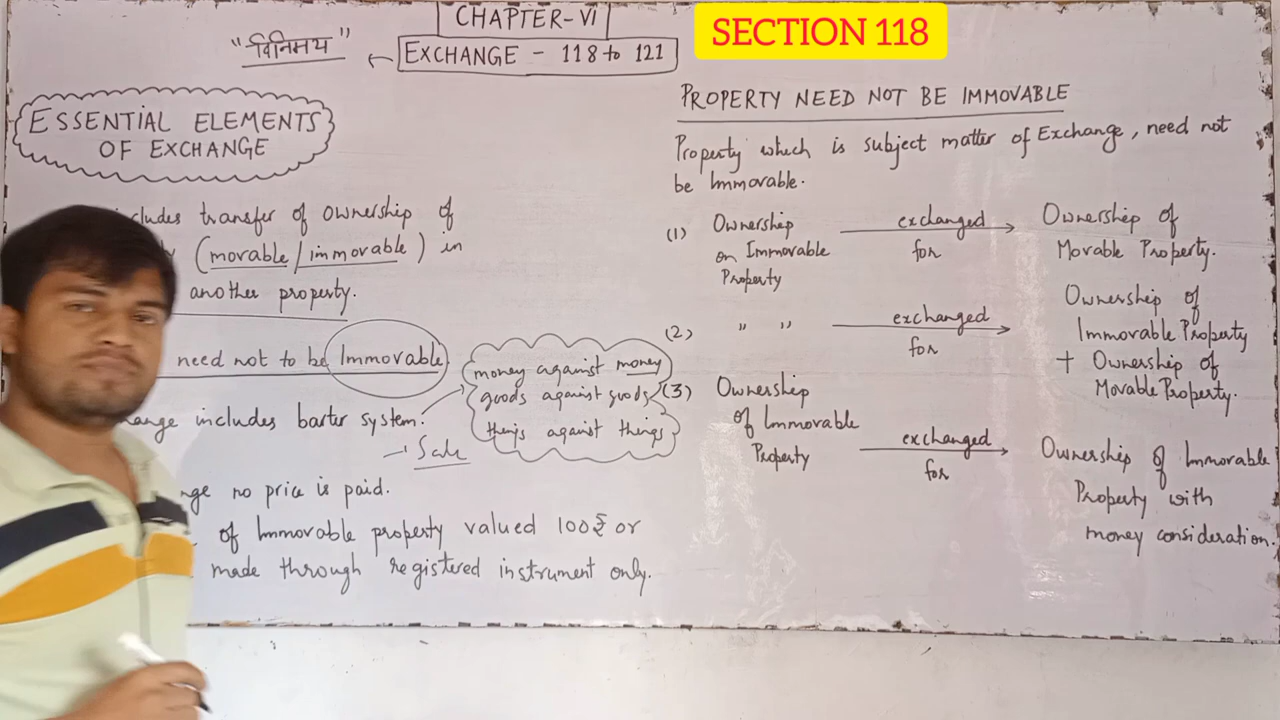 CHAPTER-VI
SECTION 118
"विनिमय"
EXCHANGE - 118 to 121
ESSENTIAL ELEMENTS
OF EXCHANGE
transfer of ownership of
(movable/immovable) in
another property.
need not to be Immovable
includes barter system.
Sale
money against money
goods against goods
things against things
no price is paid.
of Immovable property valued 100₹ or
made through registered instrument only.
PROPERTY NEED NOT BE IMMOVABLE
Property which is subject matter of Exchange, need not
be Immovable.
(1) Ownership on Immovable Property exchanged for Ownership of Movable Property.
(2) " " exchanged for Ownership of Immovable Property + Ownership of Movable Property.
(3) Ownership of Immovable Property exchanged for Ownership of Immovable Property with money consideration.